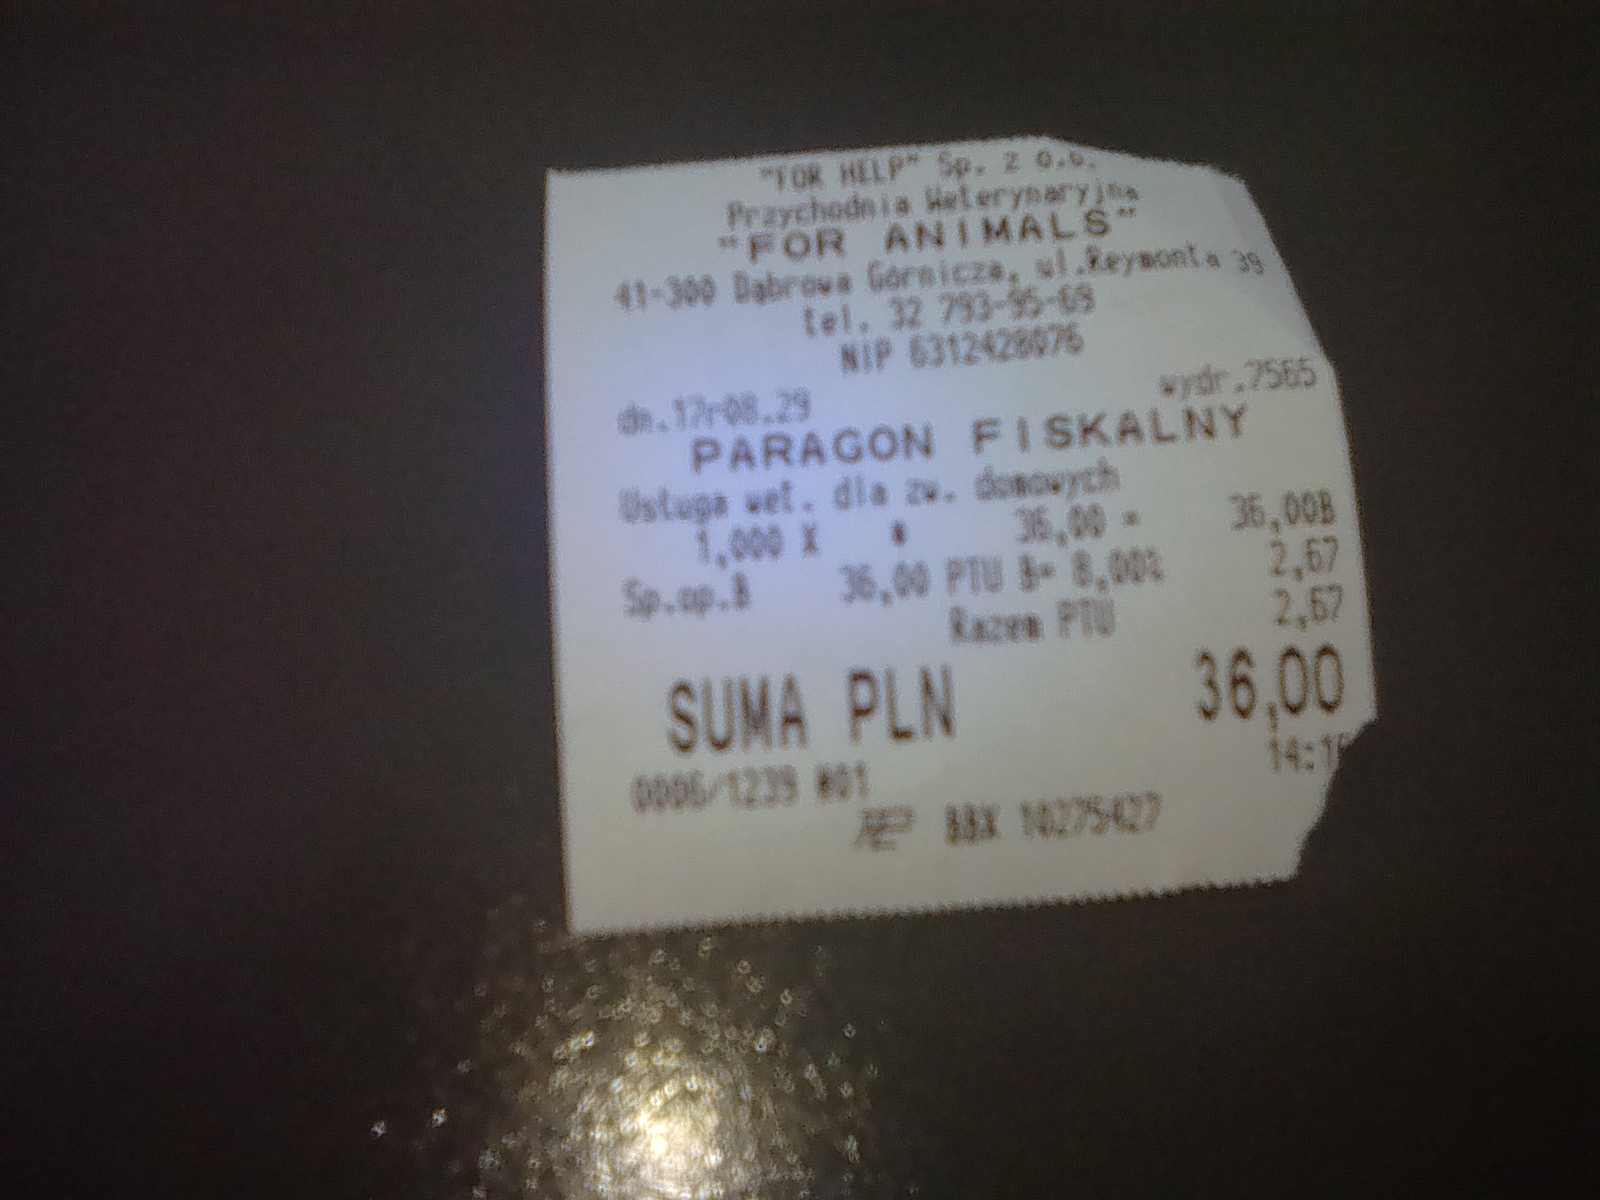 "FOR HELP" Sp. z o.o.
Przychodnia Weterynaryjna
"FOR ANIMALS"
41-300 Dąbrowa Górnicza, ul.Reymonta 39
tel. 32 793-95-69
NIP 6312428076
dn.17r08.29 wydr.7565
PARAGON FISKALNY
Usługa wet. dla zw. domowych
1,000 X * 36,00 = 36,00B
Sp.op.B 36,00 PTU B= 8,00% 2,67
Razem PTU 2,67
SUMA PLN 36,00
0006/1239 #01 14:1
BBX 10275427